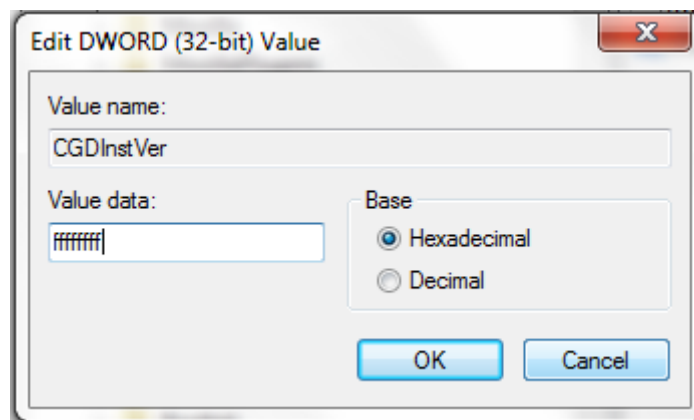 Edit DWORD (32-bit) Value
Value name:
CGDInstVer
Value data:
ffffffff
Base
Hexadecimal
Decimal
OK
Cancel